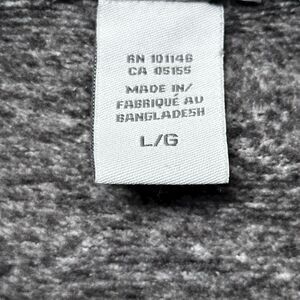 RN 101146
CA 05155
MADE IN/
FABRIQUÉ AU
BANGLADESH
L/G